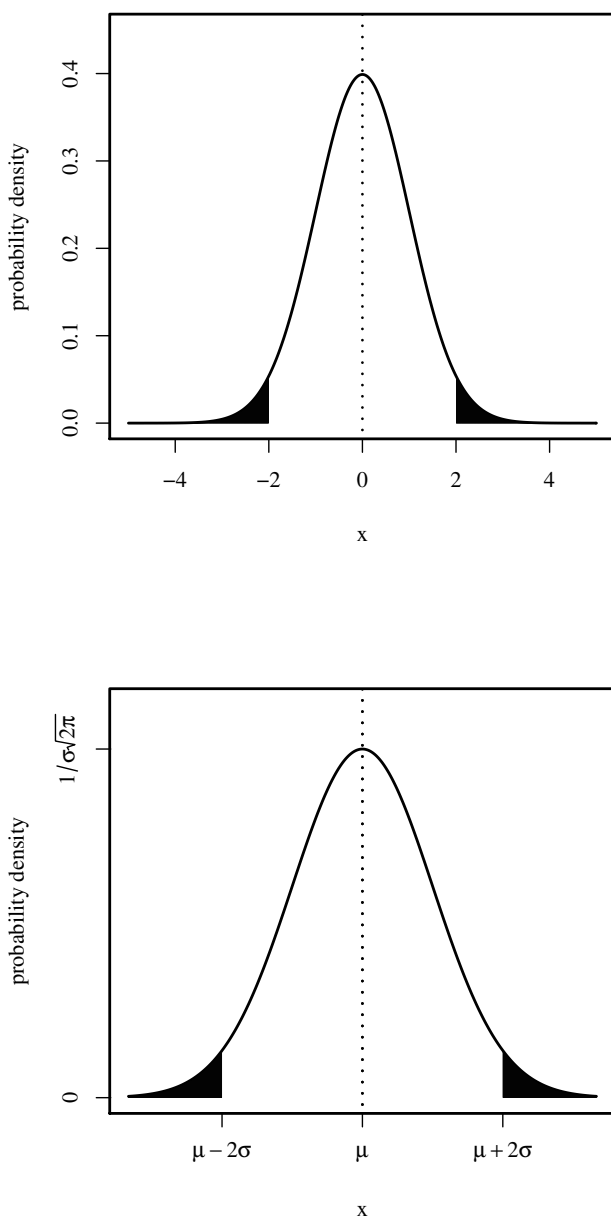 probability density
0.4
0.3
0.2
0.1
0.0
−4 −2 0 2 4
x
probability density
1/σ√2π
0
μ − 2σ μ μ + 2σ
x